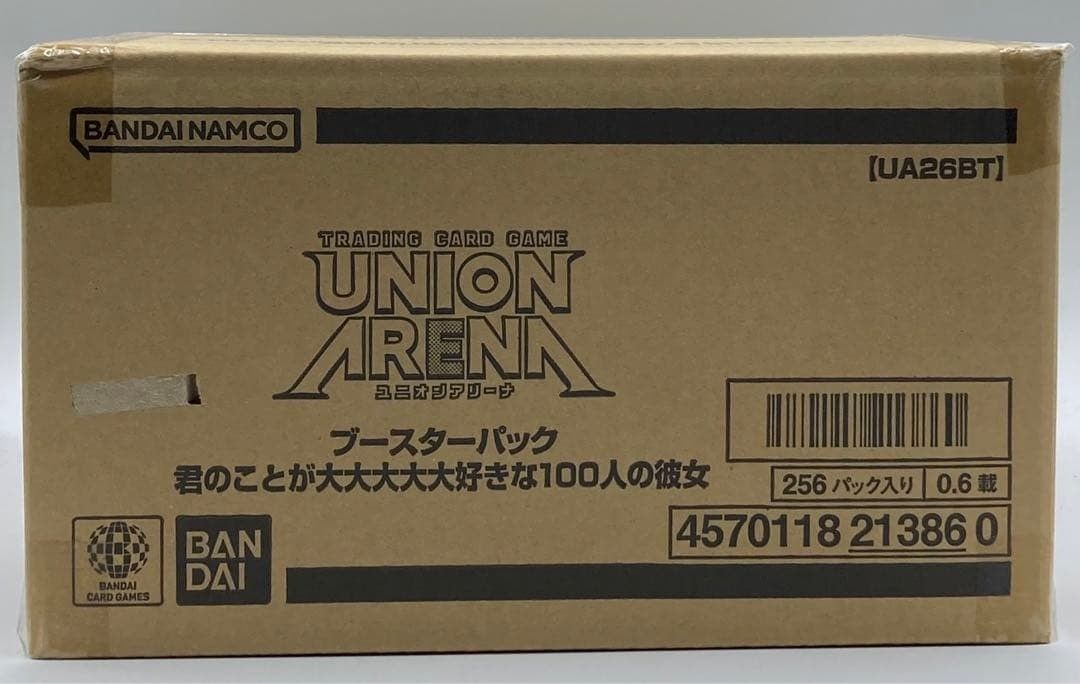 BANDAI NAMCO
【UA26BT】
TRADING CARD GAME
UNION
ARENA
ユニオンアリーナ
ブースターパック
君のことが大大大大大好きな100人の彼女
256 パック入り
0.6 載
4570118 21386 0
BANDAI
CARD GAMES
BAN
DAI